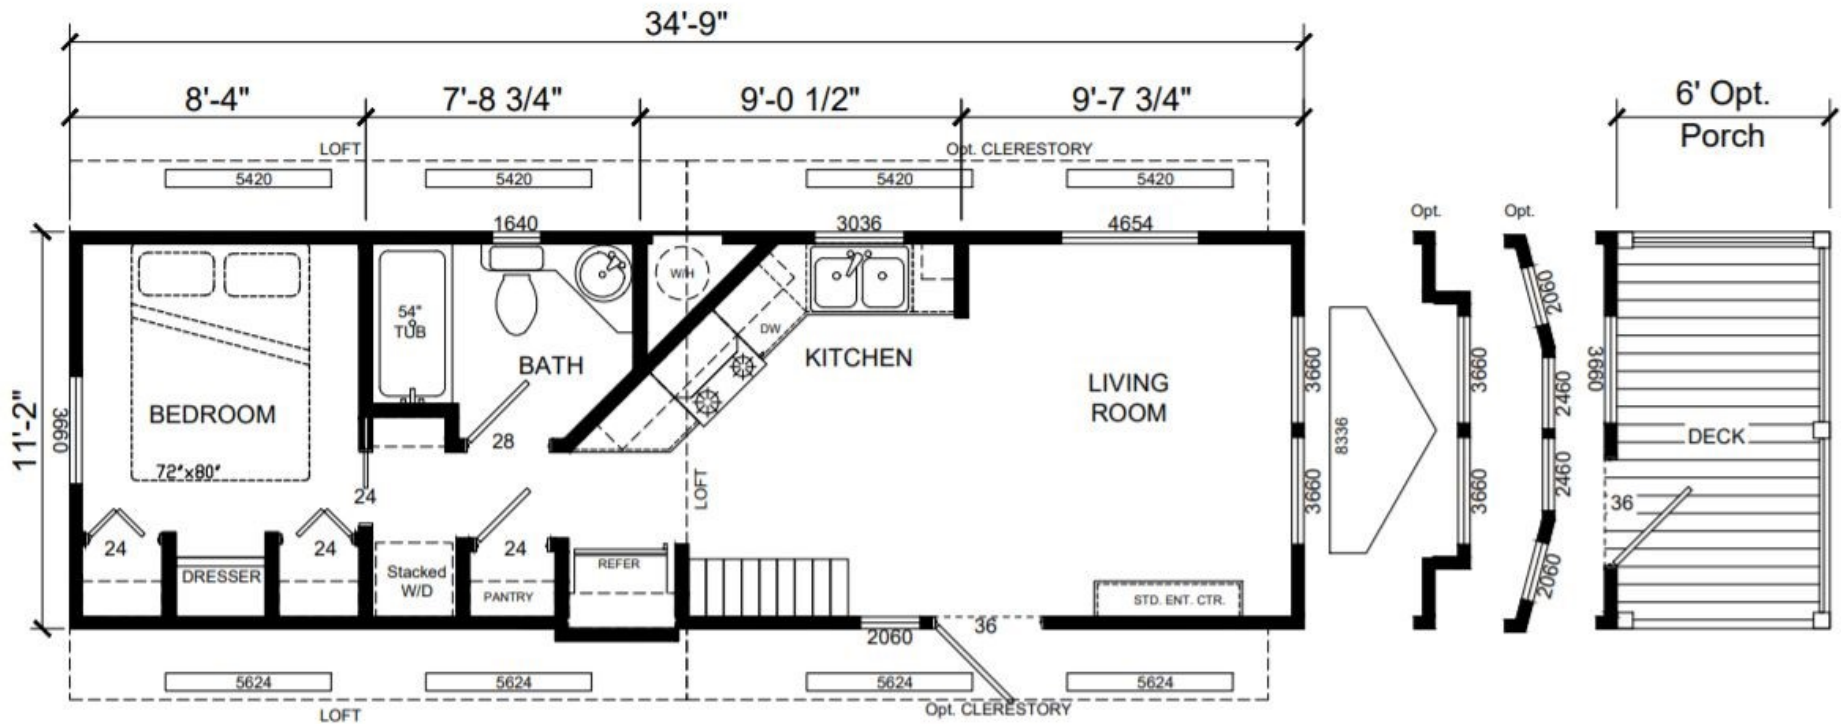 34'-9"
8'-4"
7'-8 3/4"
9'-0 1/2"
9'-7 3/4"
6' Opt.
Porch
LOFT
Opt. CLERESTORY
5420
5420
5420
5420
1640
3036
4654
Opt.
Opt.
W/H
54"
TUB
DW
BATH
KITCHEN
LIVING
ROOM
BEDROOM
72"x80"
11'-2"
3660
28
24
24
24
24
DRESSER
Stacked
W/D
PANTRY
REFER
LOFT
STD. ENT. CTR.
3660
3660
8336
3660
3660
2060
2460
2460
2060
3660
DECK
36
2060
36
5624
5624
5624
5624
LOFT
Opt. CLERESTORY